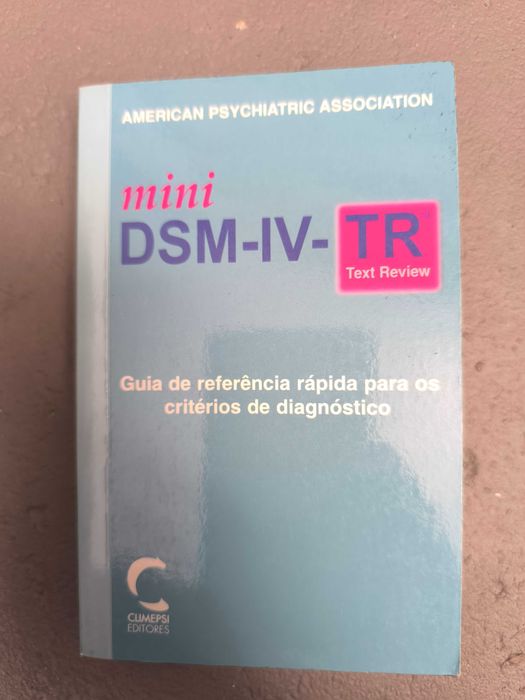 AMERICAN PSYCHIATRIC ASSOCIATION
mini
DSM-IV-TR™
Text Review
Guia de referência rápida para os
critérios de diagnóstico
CLIMEPSI
EDITORES